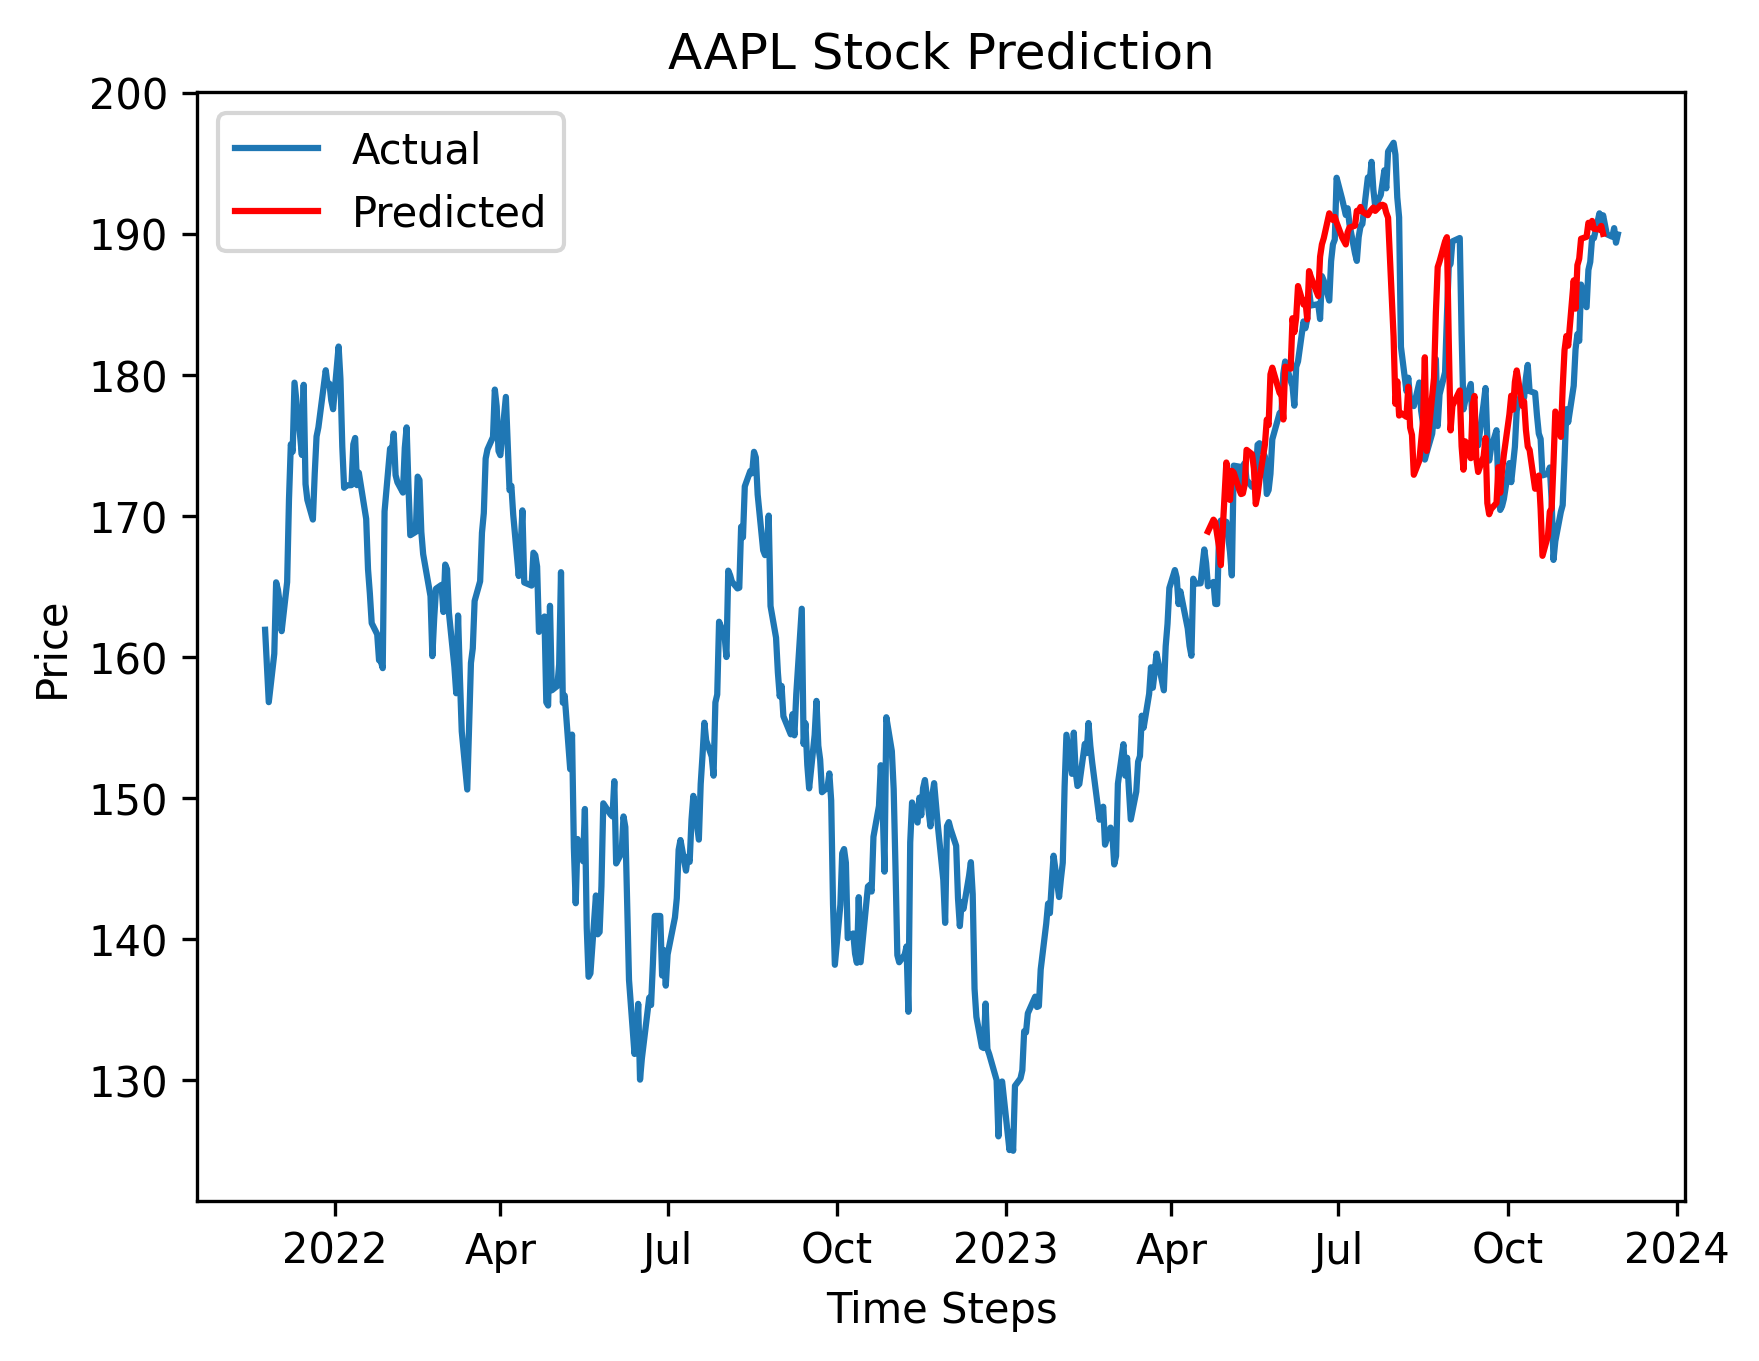 AAPL Stock Prediction
200
190
180
170
160
150
140
130
Price
Actual
Predicted
2022 Apr Jul Oct 2023 Apr Jul Oct 2024
Time Steps